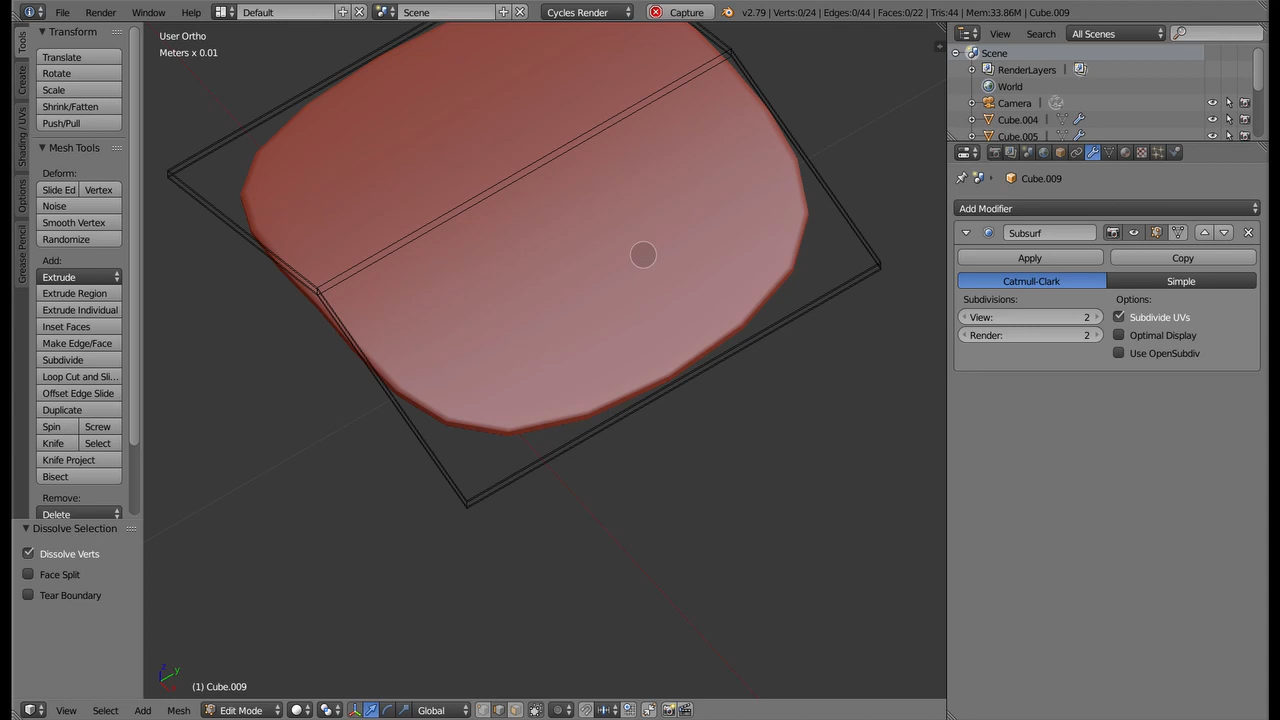 File Render Window Help Default Scene Cycles Render Capture v2.79 | Verts:0/24 | Edges:0/44 | Faces:0/22 | Tris:44 | Mem:33.86M | Cube.009
Tools
Create
Shading / UVs
Options
Grease Pencil
Transform
Translate
Rotate
Scale
Shrink/Fatten
Push/Pull
Mesh Tools
Deform:
Slide Ed Vertex
Noise
Smooth Vertex
Randomize
Add:
Extrude
Extrude Region
Extrude Individual
Inset Faces
Make Edge/Face
Subdivide
Loop Cut and Sli...
Offset Edge Slide
Duplicate
Spin Screw
Knife Select
Knife Project
Bisect
Remove:
Delete
Dissolve Selection
Dissolve Verts
Face Split
Tear Boundary
User Ortho
Meters x 0.01
z y
(1) Cube.009
View Select Add Mesh Edit Mode Global
View Search All Scenes
Scene
RenderLayers |
World
Camera |
Cube.004 |
Cube.005
Cube.009
Add Modifier
Subsurf
Apply Copy
Catmull-Clark Simple
Subdivisions: Options:
View: 2 Subdivide UVs
Render: 2 Optimal Display
Use OpenSubdiv